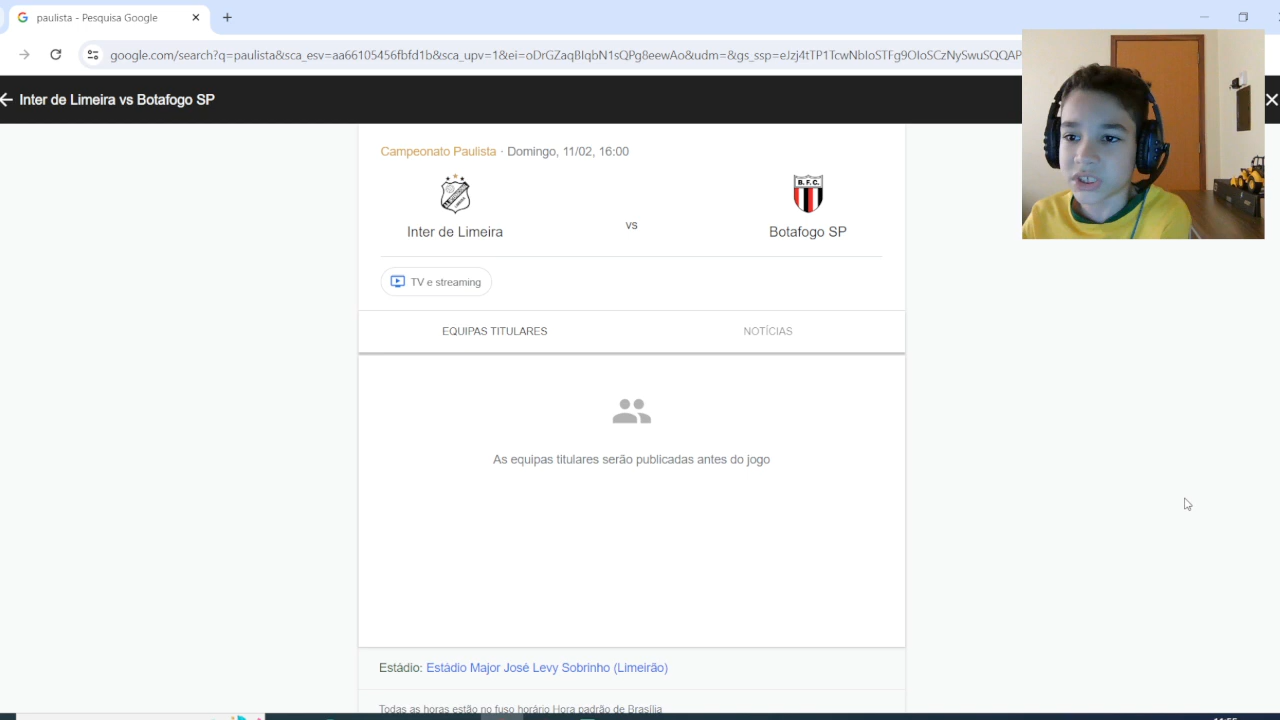 paulista - Pesquisa Google
google.com/search?q=paulista&sca_esv=aa66105456fbfd1b&sca_upv=1&ei=oDrGZaqBIqbN1sQPg8eewAo&udm=&gs_ssp=eJzj4tTP1TcwNbIoSTFg9OIoSCzNySwuSQQAP
Inter de Limeira vs Botafogo SP
Campeonato Paulista · Domingo, 11/02, 16:00
B. F. C.
Inter de Limeira
vs
Botafogo SP
TV e streaming
EQUIPAS TITULARES
NOTÍCIAS
As equipas titulares serão publicadas antes do jogo
Estádio: Estádio Major José Levy Sobrinho (Limeirão)
Todas as horas estão no fuso horário Hora padrão de Brasília